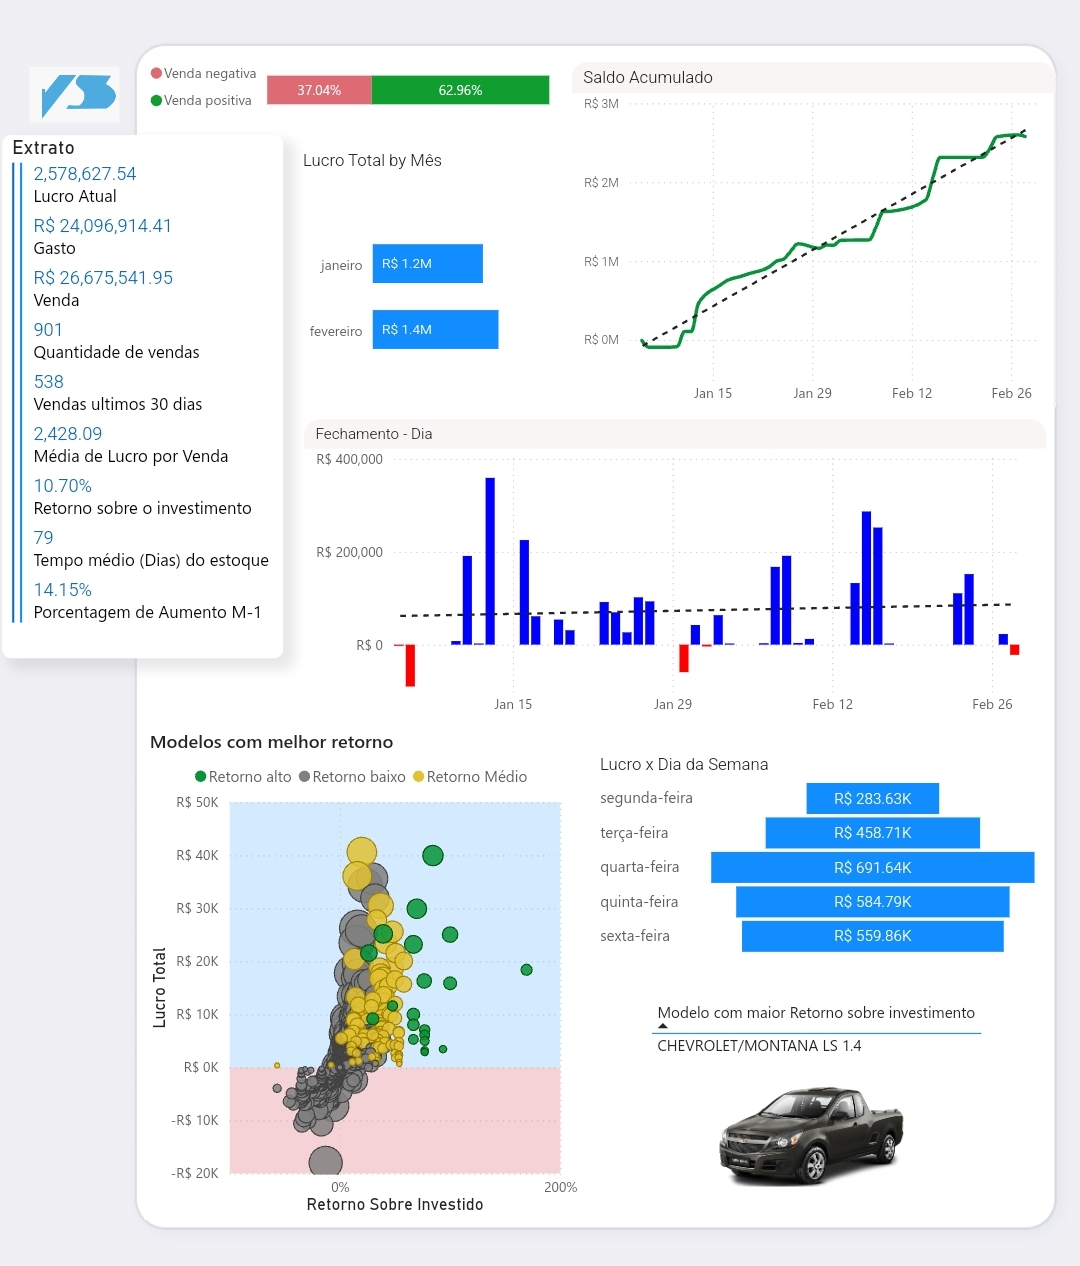 Venda negativa
Venda positiva
37.04%
62.96%
Extrato
2,578,627.54
Lucro Atual
R$ 24,096,914.41
Gasto
R$ 26,675,541.95
Venda
901
Quantidade de vendas
538
Vendas ultimos 30 dias
2,428.09
Média de Lucro por Venda
10.70%
Retorno sobre o investimento
79
Tempo médio (Dias) do estoque
14.15%
Porcentagem de Aumento M-1
Lucro Total by Mês
janeiro
R$ 1.2M
fevereiro
R$ 1.4M
Saldo Acumulado
R$ 3M
R$ 2M
R$ 1M
R$ 0M
Jan 15
Jan 29
Feb 12
Feb 26
Fechamento - Dia
R$ 400,000
R$ 200,000
R$ 0
Jan 15
Jan 29
Feb 12
Feb 26
Modelos com melhor retorno
Retorno alto
Retorno baixo
Retorno Médio
Lucro Total
R$ 50K
R$ 40K
R$ 30K
R$ 20K
R$ 10K
R$ 0K
-R$ 10K
-R$ 20K
0%
200%
Retorno Sobre Investido
Lucro x Dia da Semana
segunda-feira
R$ 283.63K
terça-feira
R$ 458.71K
quarta-feira
R$ 691.64K
quinta-feira
R$ 584.79K
sexta-feira
R$ 559.86K
Modelo com maior Retorno sobre investimento
CHEVROLET/MONTANA LS 1.4